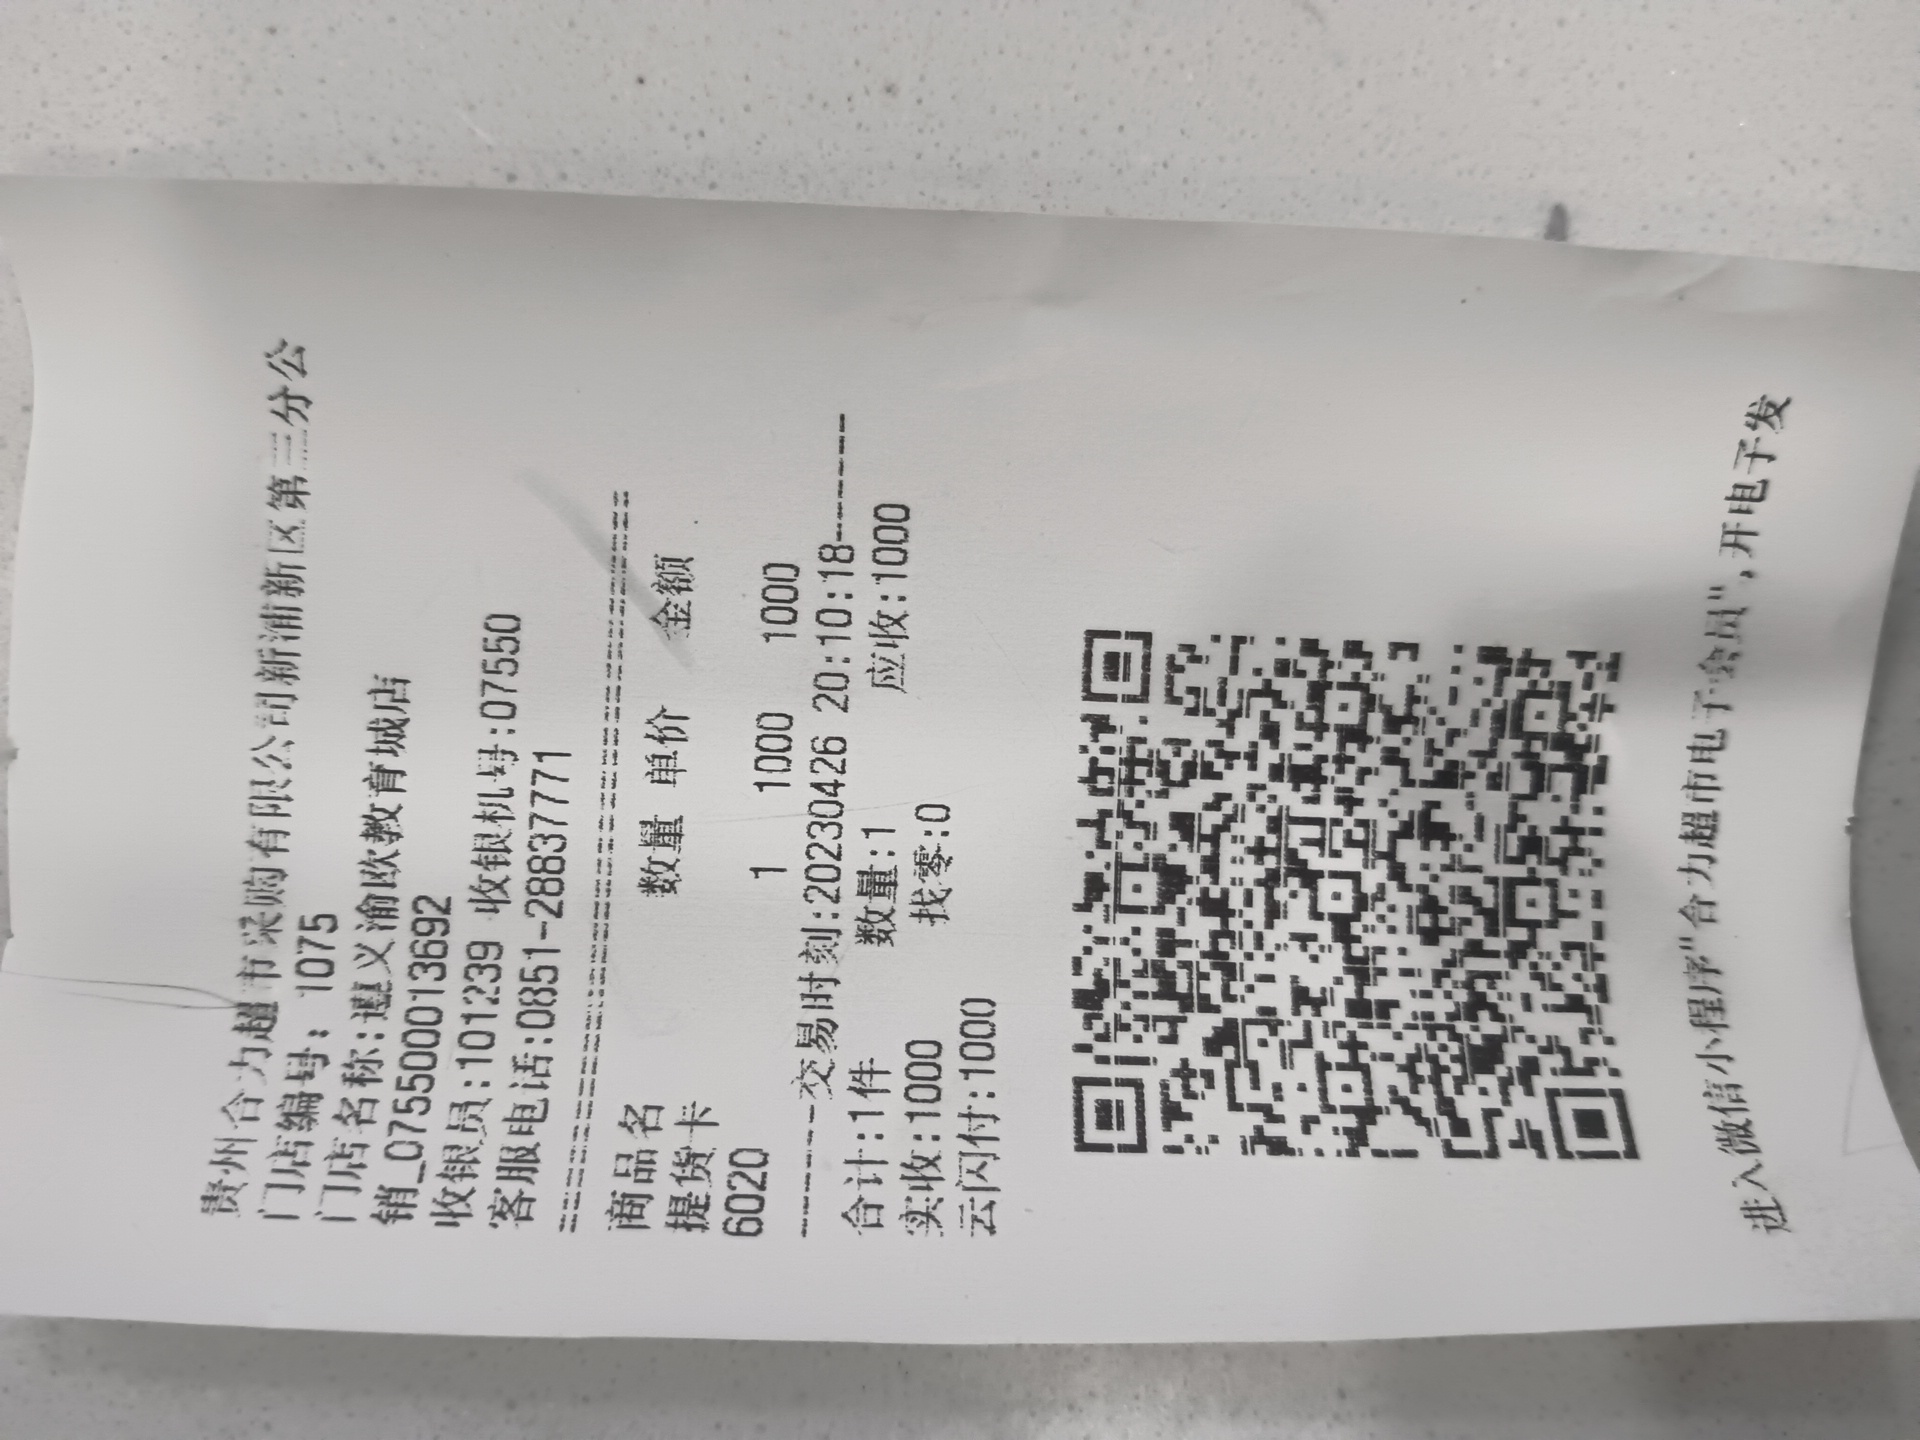 贵州合力超市采购有限公司新浦新区第三分公
门店编号: 1075
门店名称:遵义渝欧教育城店
销_0755000013692
收银员:101239 收银机号:07550
客服电话:0851-28837771
================================
商品名 数量 单价 金额
提货卡
6020 1 1000 1000
-------交易时刻:20230426 20:10:18-------
合计:1件 数量:1 应收:1000
实收:1000 找零:0
云闪付:1000
进入微信小程序"合力超市电子会员",开电子发